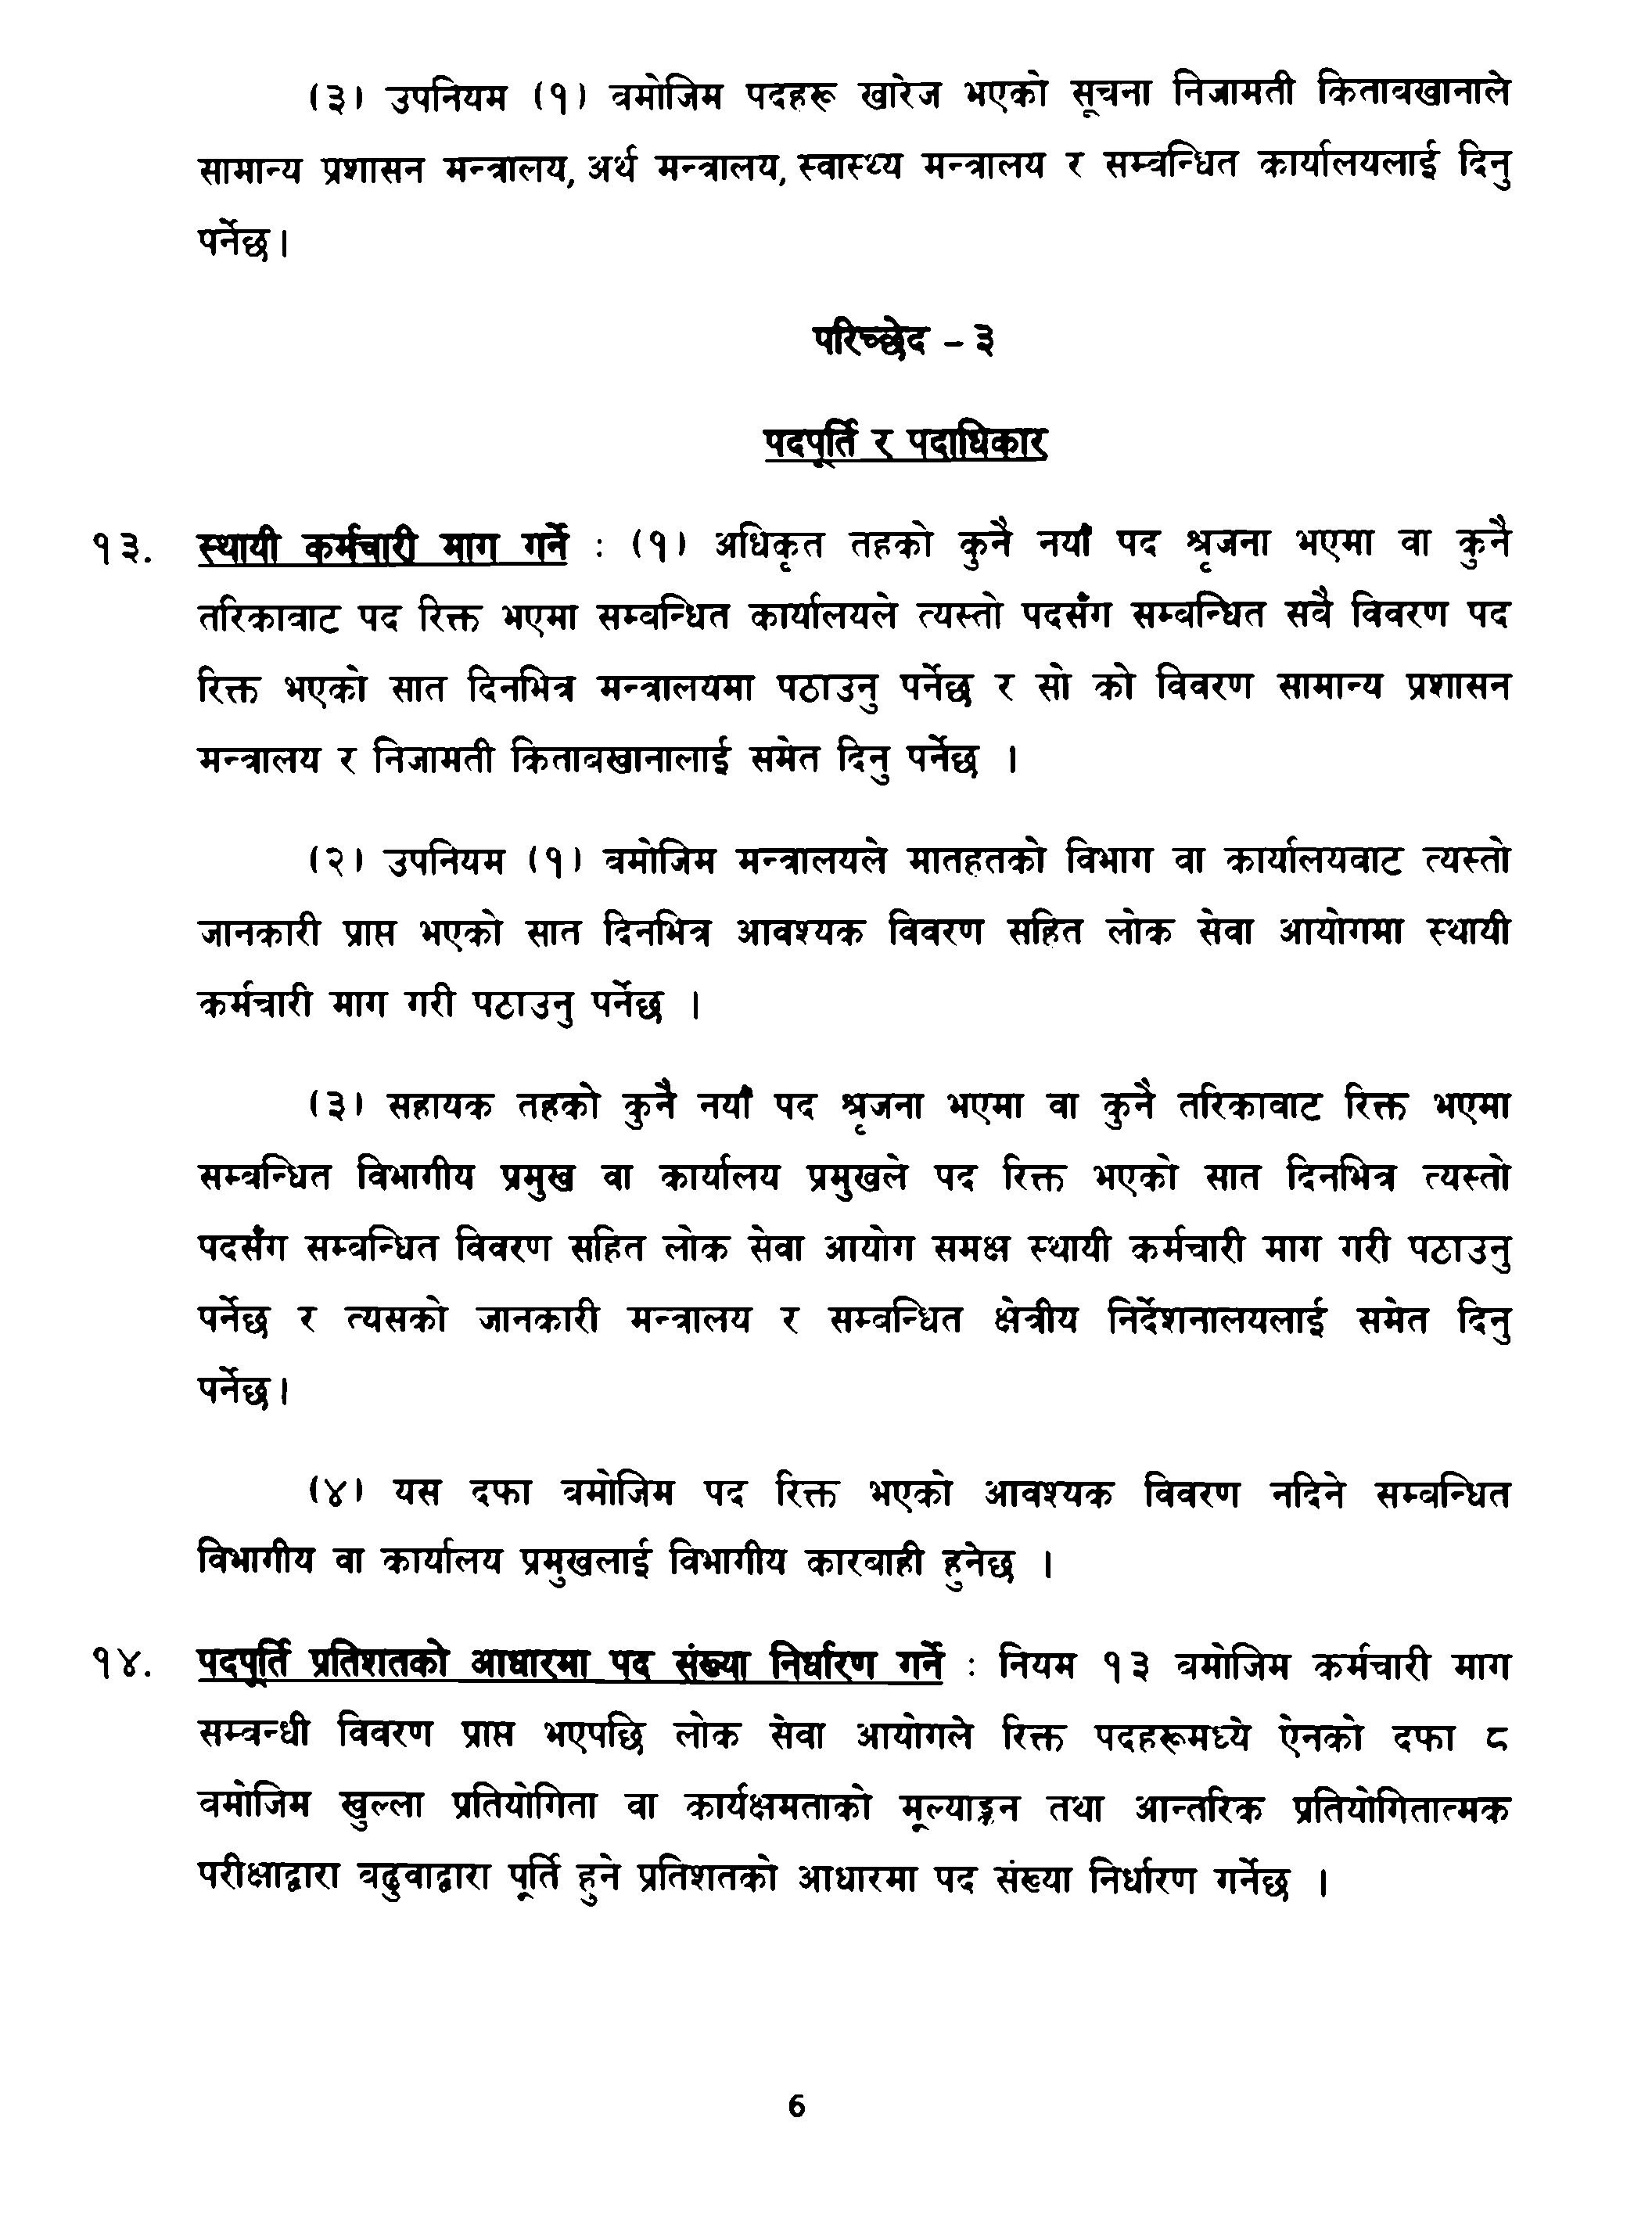 (३) उपनियम (१) बमोजिम पदहरू खारेज भएको सूचना निजामती किताबखानाले
सामान्य प्रशासन मन्त्रालय, अर्थ मन्त्रालय, स्वास्थ्य मन्त्रालय र सम्बन्धित कार्यालयलाई दिनु
पर्नेछ।
परिच्छेद – ३
पदपूर्ति र पदाधिकार
१३. स्थायी कर्मचारी माग गर्ने : (१) अधिकृत तहको कुनै नयाँ पद श्रृजना भएमा वा कुनै
तरिकाबाट पद रिक्त भएमा सम्बन्धित कार्यालयले त्यस्तो पदसँग सम्बन्धित सबै विवरण पद
रिक्त भएको सात दिनभित्र मन्त्रालयमा पठाउनु पर्नेछ र सो को विवरण सामान्य प्रशासन
मन्त्रालय र निजामती किताबखानालाई समेत दिनु पर्नेछ ।
(२) उपनियम (१) बमोजिम मन्त्रालयले मातहतको विभाग वा कार्यालयबाट त्यस्तो
जानकारी प्राप्त भएको सात दिनभित्र आवश्यक विवरण सहित लोक सेवा आयोगमा स्थायी
कर्मचारी माग गरी पठाउनु पर्नेछ ।
(३) सहायक तहको कुनै नयाँ पद श्रृजना भएमा वा कुनै तरिकाबाट रिक्त भएमा
सम्बन्धित विभागीय प्रमुख वा कार्यालय प्रमुखले पद रिक्त भएको सात दिनभित्र त्यस्तो
पदसँग सम्बन्धित विवरण सहित लोक सेवा आयोग समक्ष स्थायी कर्मचारी माग गरी पठाउनु
पर्नेछ र त्यसको जानकारी मन्त्रालय र सम्बन्धित क्षेत्रीय निर्देशनालयलाई समेत दिनु
पर्नेछ।
(४) यस दफा बमोजिम पद रिक्त भएको आवश्यक विवरण नदिने सम्बन्धित
विभागीय वा कार्यालय प्रमुखलाई विभागीय कारबाही हुनेछ ।
१४. पदपूर्ति प्रतिशतको आधारमा पद संख्या निर्धारण गर्ने : नियम १३ बमोजिम कर्मचारी माग
सम्बन्धी विवरण प्राप्त भएपछि लोक सेवा आयोगले रिक्त पदहरूमध्ये ऐनको दफा ८
बमोजिम खुल्ला प्रतियोगिता वा कार्यक्षमताको मूल्याङ्कन तथा आन्तरिक प्रतियोगितात्मक
परीक्षाद्वारा बढुवाद्वारा पूर्ति हुने प्रतिशतको आधारमा पद संख्या निर्धारण गर्नेछ ।
6